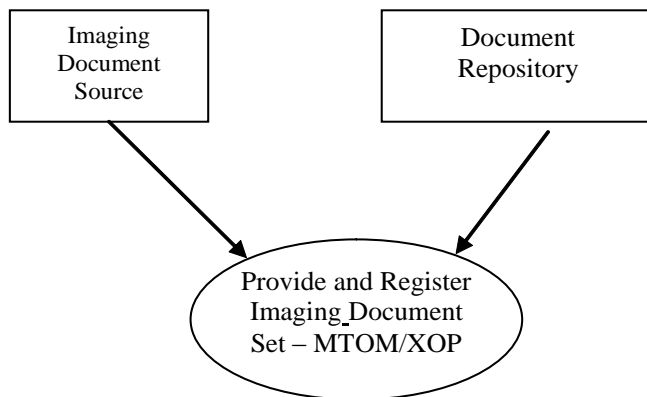 Imaging
Document
Source
Document
Repository
Provide and Register
Imaging Document
Set – MTOM/XOP